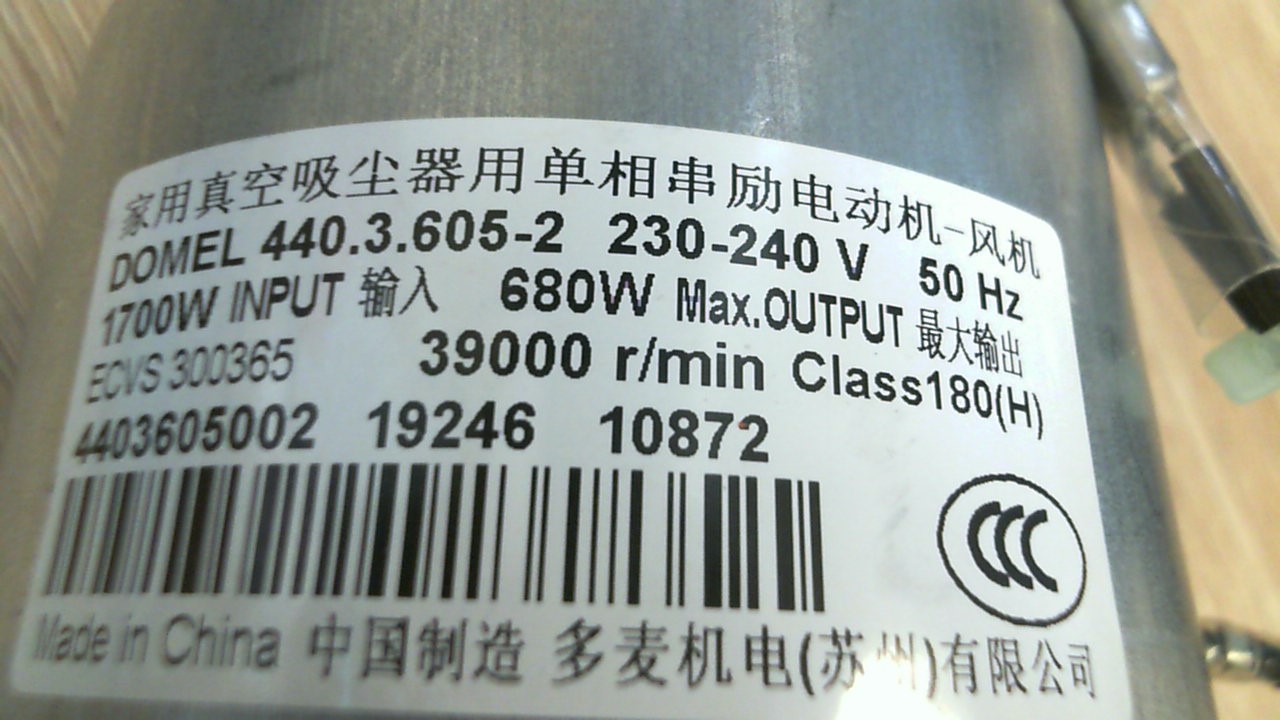 家用真空吸尘器用单相串励电动机-风机
DOMEL 440.3.605-2 230-240 V 50 Hz
1700W INPUT 输入 680W Max.OUTPUT 最大输出
ECVS 300365 39000 r/min Class180(H)
4403605002 19246 10872
CCC
Made in China 中国制造 多麦机电(苏州)有限公司